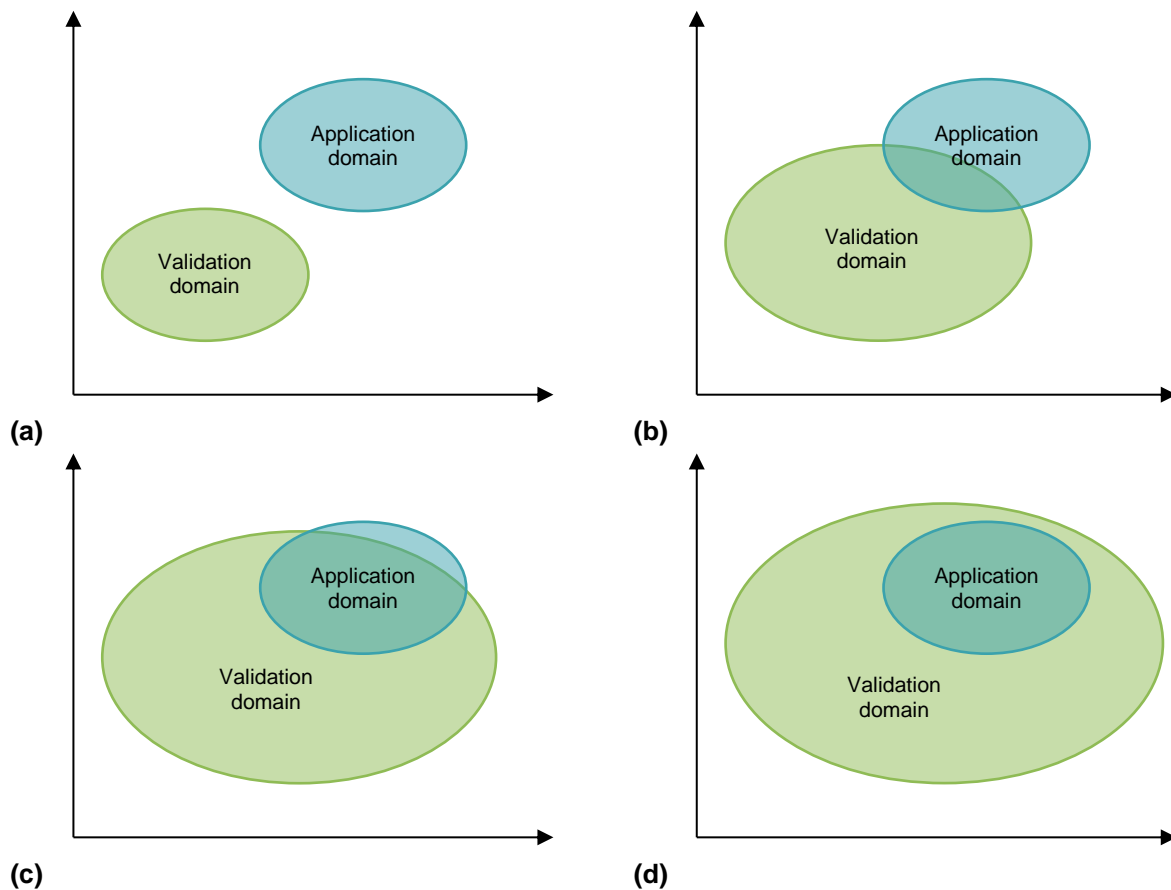 Application
domain
Validation
domain
(a)
Application
domain
Validation
domain
(b)
Application
domain
Validation
domain
(c)
Application
domain
Validation
domain
(d)